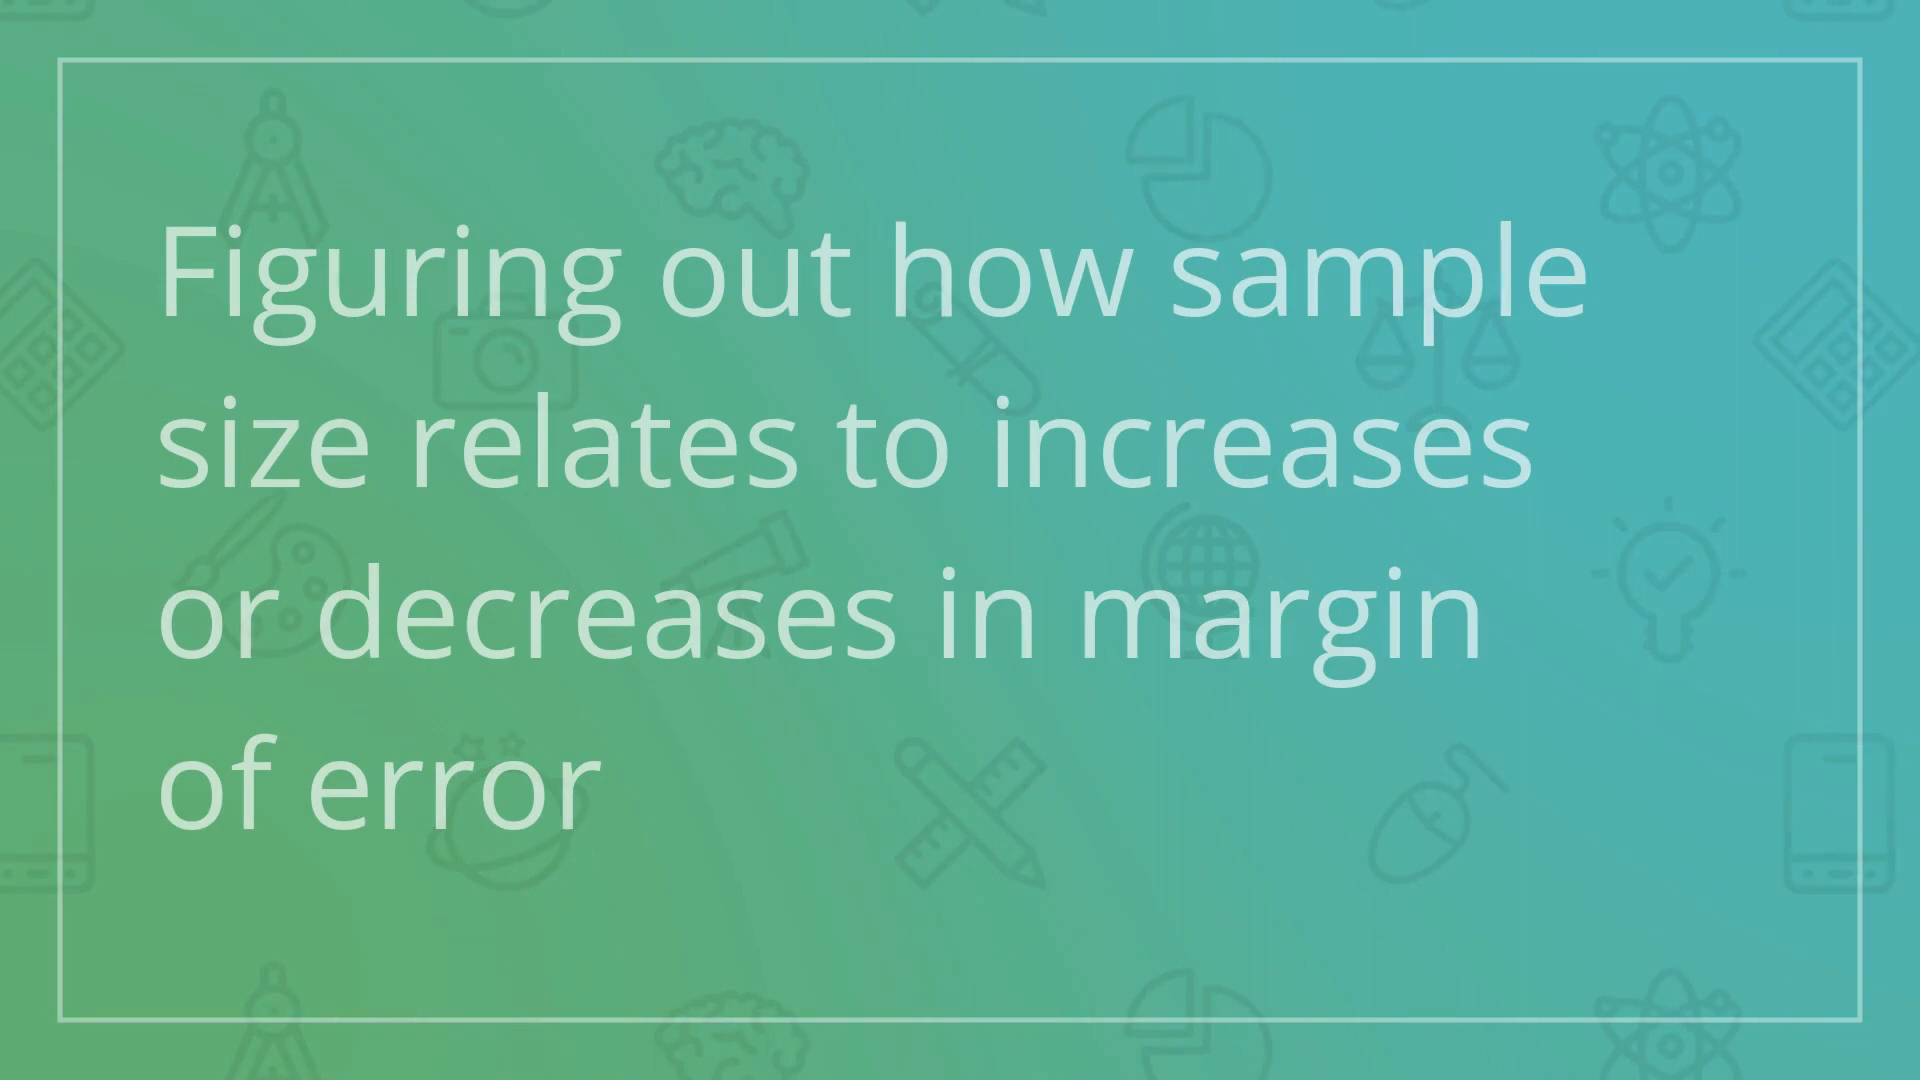 Figuring out how sample
size relates to increases
or decreases in margin
of error